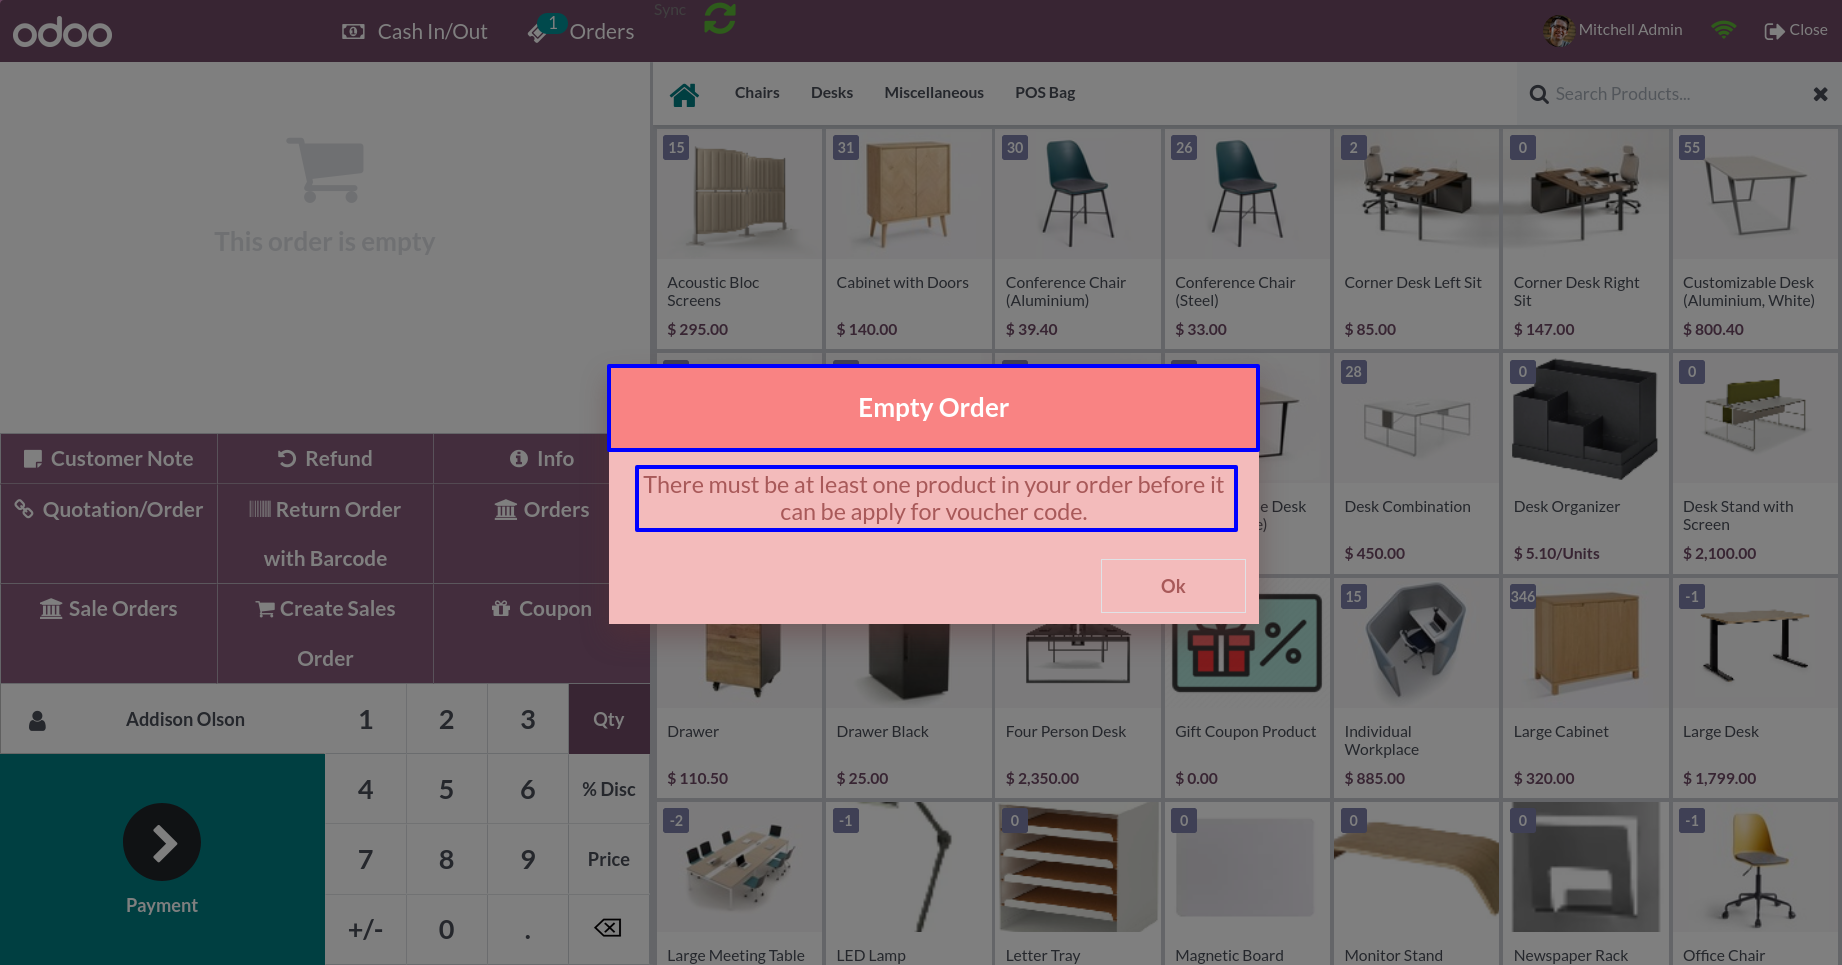 odoo
Cash In/Out
1
Orders
Sync
Mitchell Admin
Close
This order is empty
Chairs
Desks
Miscellaneous
POS Bag
Search Products...
15
31
30
26
2
0
55
Acoustic Bloc
Screens
$ 295.00
Cabinet with Doors
$ 140.00
Conference Chair
(Aluminium)
$ 39.40
Conference Chair
(Steel)
$ 33.00
Corner Desk Left Sit
$ 85.00
Corner Desk Right
Sit
$ 147.00
Customizable Desk
(Aluminium, White)
$ 800.40
Empty Order
There must be at least one product in your order before it
can be apply for voucher code.
Ok
28
0
0
Desk
Desk Combination
$ 450.00
Desk Organizer
$ 5.10/Units
Desk Stand with
Screen
$ 2,100.00
Customer Note
Refund
Info
Quotation/Order
Return Order
with Barcode
Orders
Sale Orders
Create Sales
Order
Coupon
15
346
-1
Drawer
$ 110.50
Drawer Black
$ 25.00
Four Person Desk
$ 2,350.00
Gift Coupon Product
$ 0.00
Individual
Workplace
$ 885.00
Large Cabinet
$ 320.00
Large Desk
$ 1,799.00
Addison Olson
1
2
3
Qty
4
5
6
% Disc
7
8
9
Price
+/-
0
.
Payment
-2
-1
0
0
0
0
-1
Large Meeting Table
LED Lamp
Letter Tray
Magnetic Board
Monitor Stand
Newspaper Rack
Office Chair